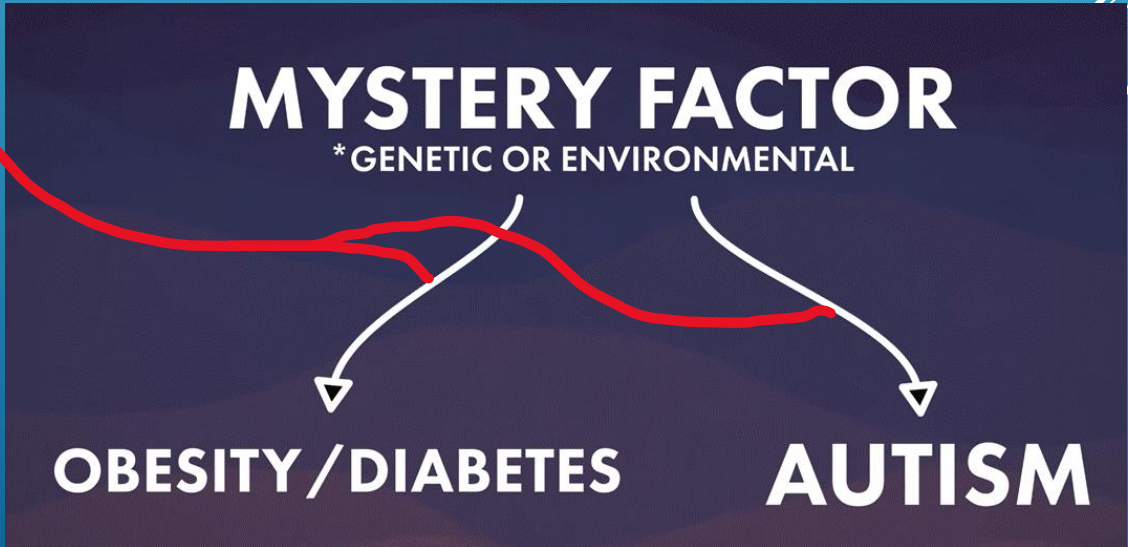 MYSTERY FACTOR
*GENETIC OR ENVIRONMENTAL
OBESITY/DIABETES
AUTISM